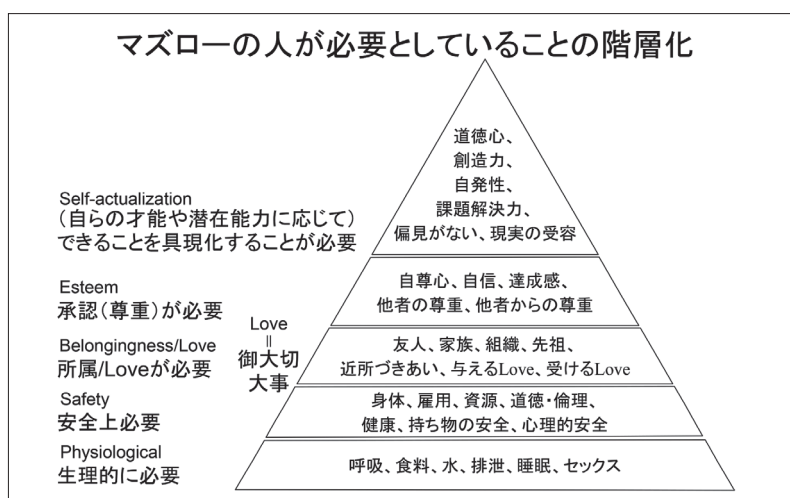 マズローの人が必要としていることの階層化
道徳心、
創造力、
自発性、
課題解決力、
偏見がない、現実の受容
Self-actualization
（自らの才能や潜在能力に応じて）
できることを具現化することが必要
自尊心、自信、達成感、
他者の尊重、他者からの尊重
Esteem
承認（尊重）が必要
Love
＝
御大切
大事
友人、家族、組織、先祖、
近所づきあい、与えるLove、受けるLove
Belongingness/Love
所属/Loveが必要
身体、雇用、資源、道徳・倫理、
健康、持ち物の安全、心理的安全
Safety
安全上必要
呼吸、食料、水、排泄、睡眠、セックス
Physiological
生理的に必要